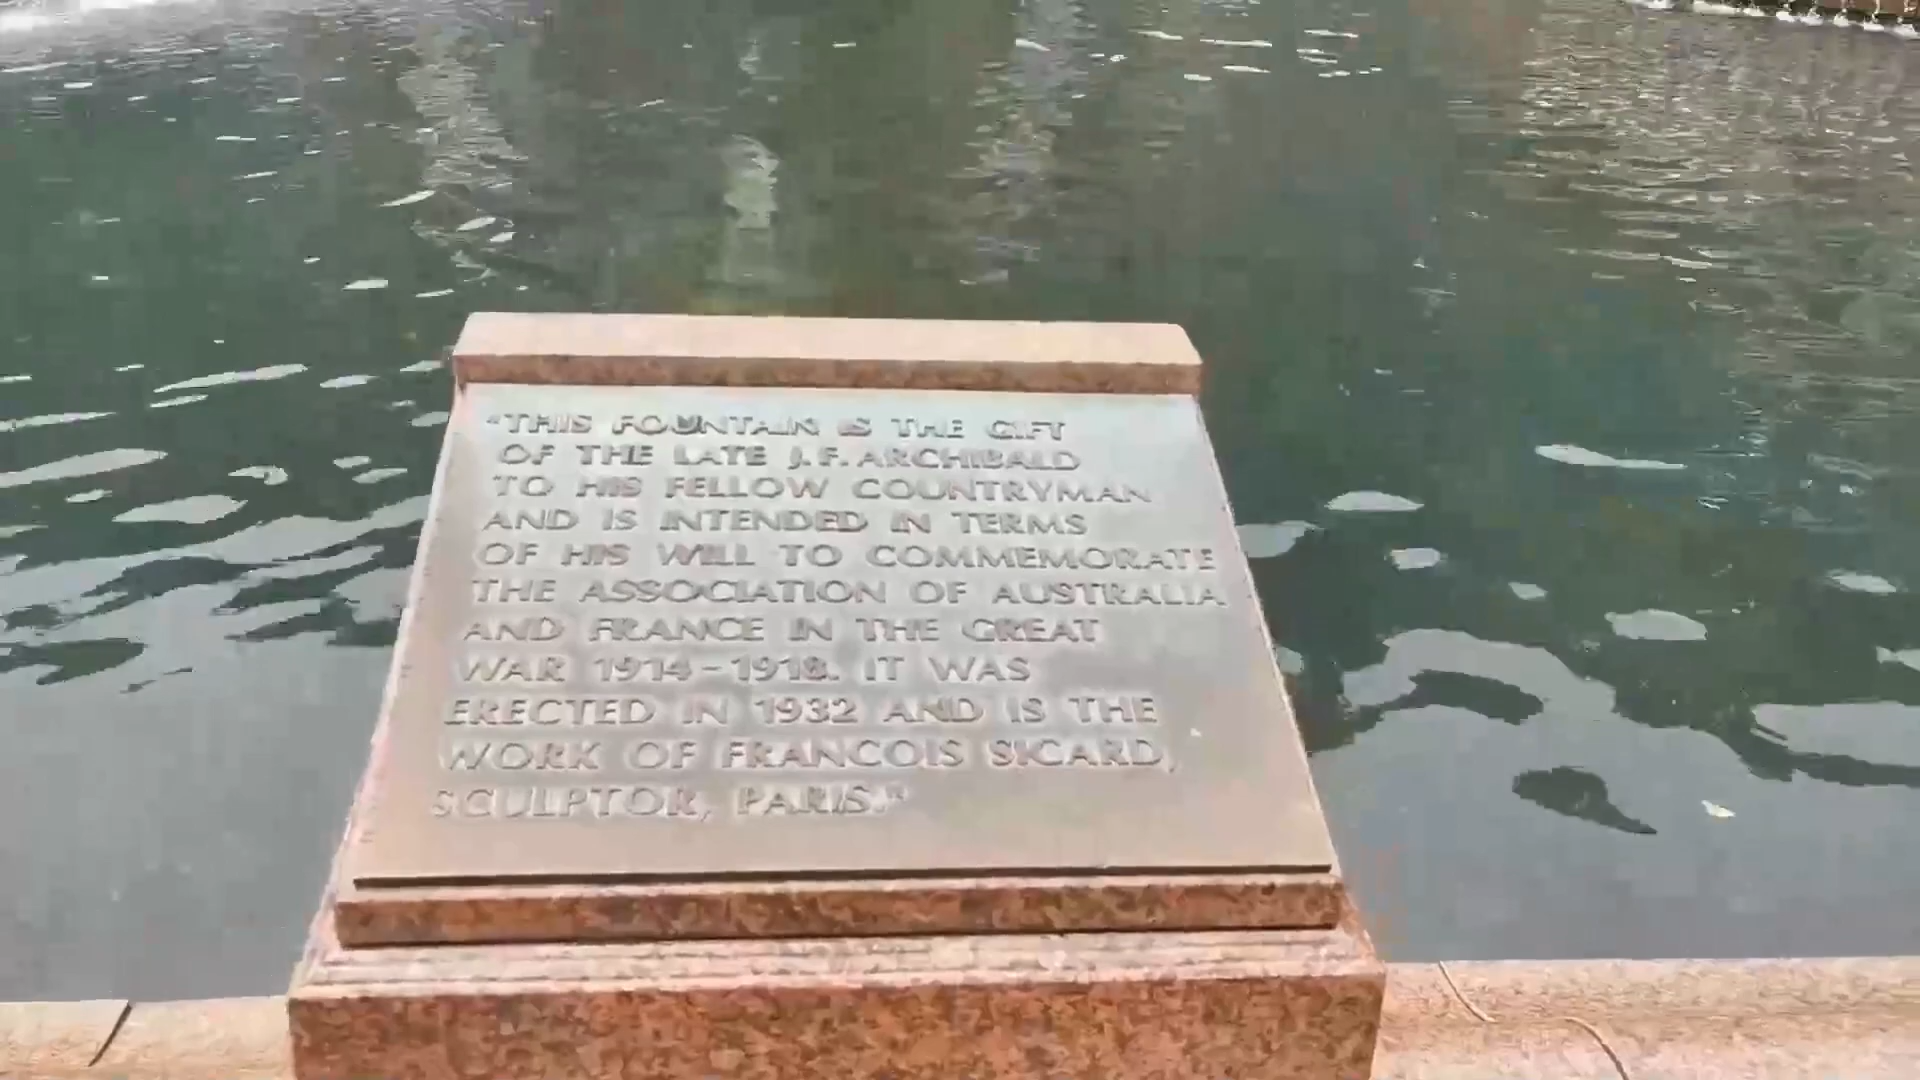 "THIS FOUNTAIN IS THE GIFT
OF THE LATE J.F. ARCHIBALD
TO HIS FELLOW COUNTRYMAN
AND IS INTENDED IN TERMS
OF HIS WILL TO COMMEMORATE
THE ASSOCIATION OF AUSTRALIA
AND FRANCE IN THE GREAT
WAR 1914-1918. IT WAS
ERECTED IN 1932 AND IS THE
WORK OF FRANCOIS SICARD,
SCULPTOR, PARIS."